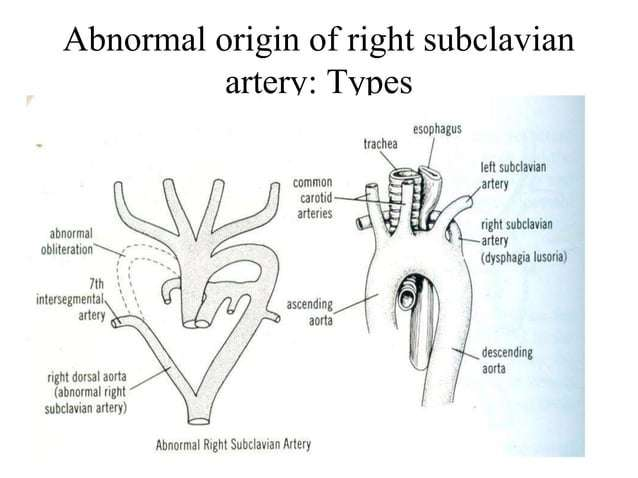 Abnormal origin of right subclavian
artery: Types
esophagus
trachea
left subclavian
artery
common
carotid
arteries
right subclavian
artery
(dysphagia lusoria)
abnormal
obliteration
7th
intersegmental
artery
ascending
aorta
descending
aorta
right dorsal aorta
(abnormal right
subclavian artery)
Abnormal Right Subclavian Artery